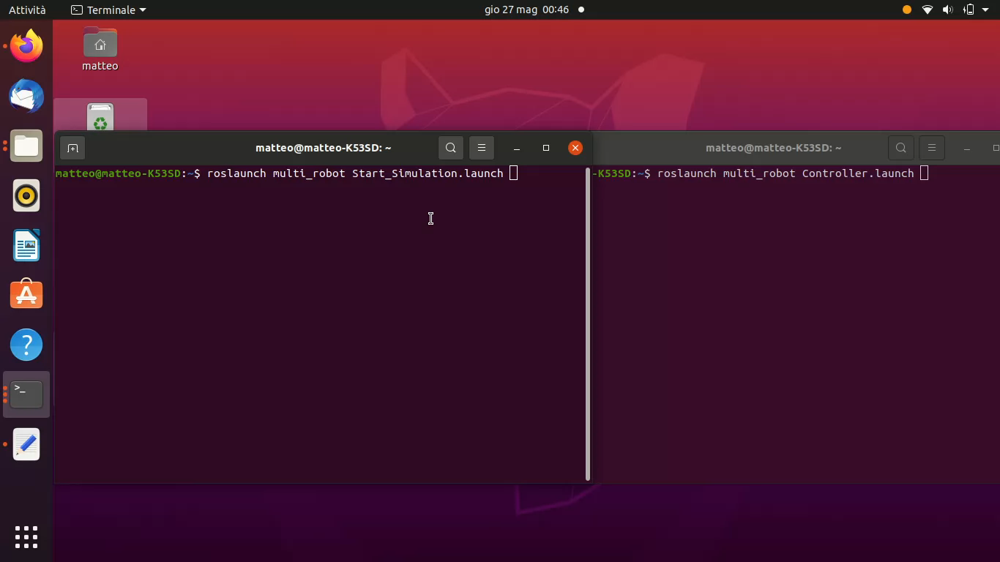 Attività Terminale gio 27 mag 00:46
matteo
matteo@matteo-K53SD: ~
matteo@matteo-K53SD:~$ roslaunch multi_robot Start_Simulation.launch
matteo@matteo-K53SD: ~
-K53SD:~$ roslaunch multi_robot Controller.launch